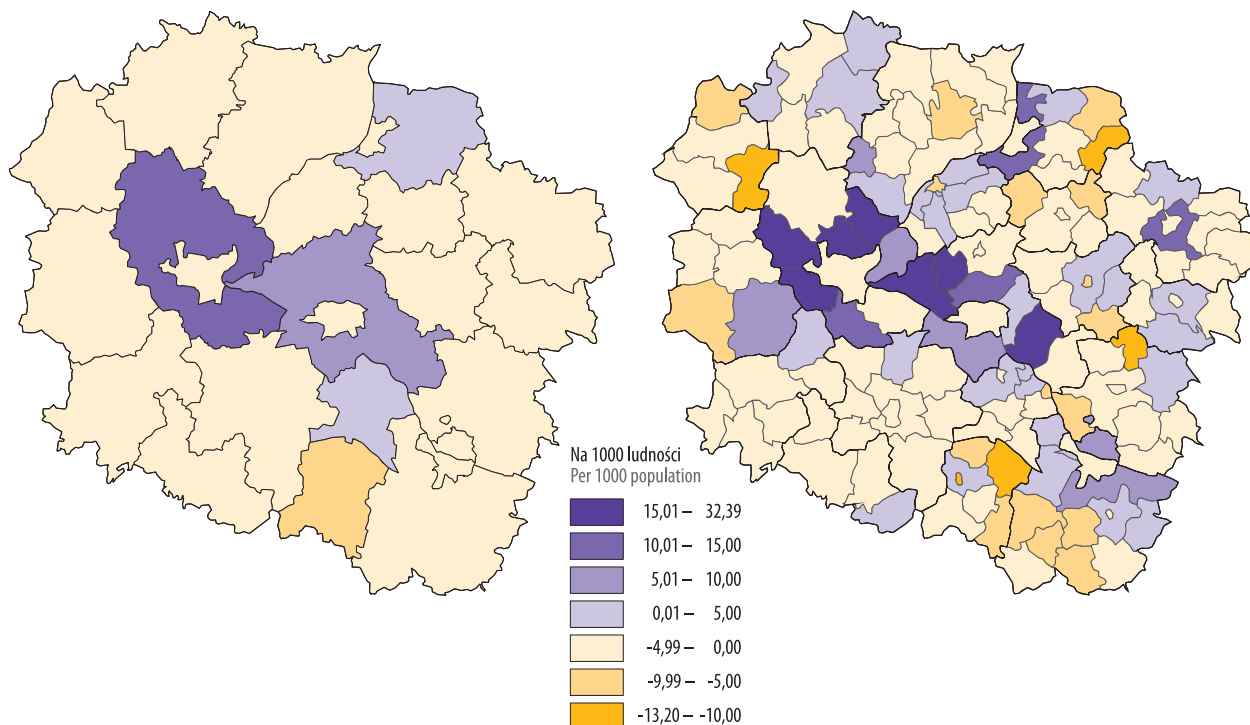 Na 1000 ludności
Per 1000 population
15,01 – 32,39
10,01 – 15,00
5,01 – 10,00
0,01 – 5,00
-4,99 – 0,00
-9,99 – -5,00
-13,20 – -10,00